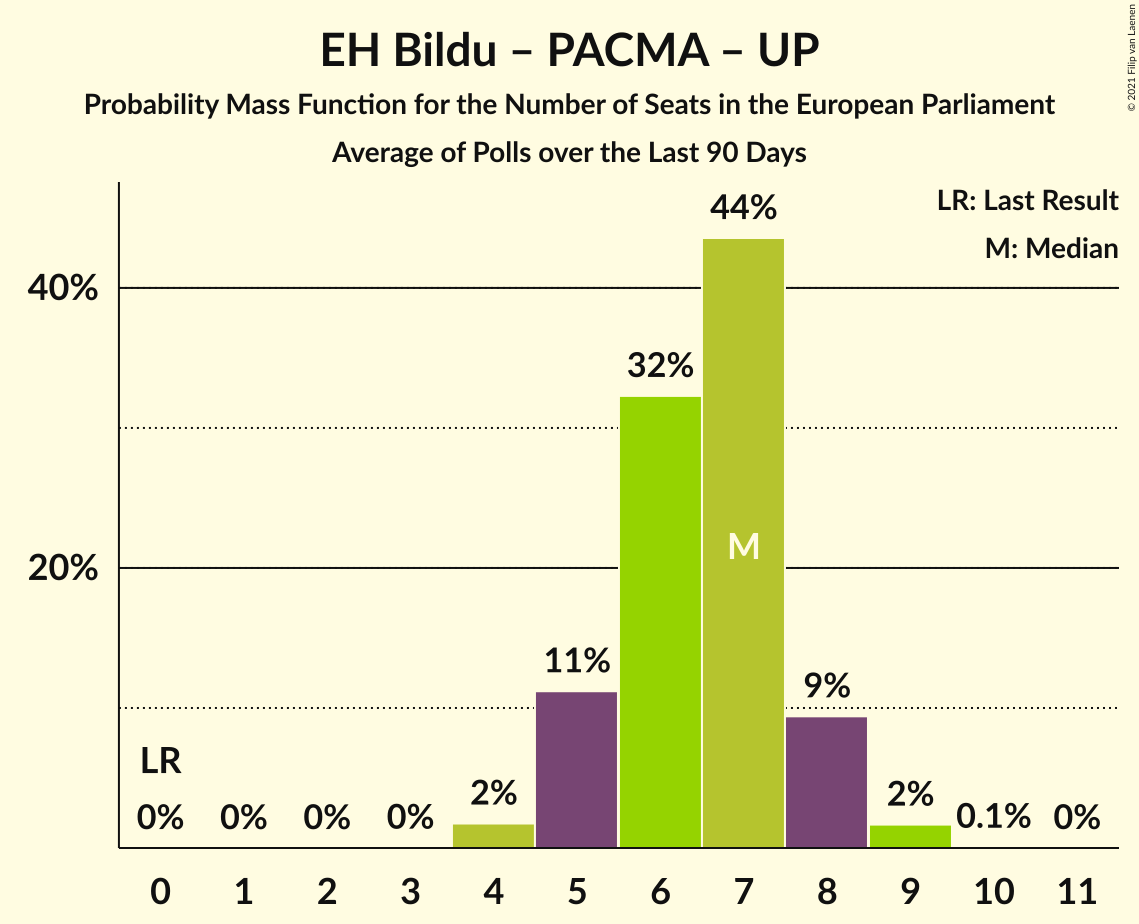 EH Bildu – PACMA – UP
Probability Mass Function for the Number of Seats in the European Parliament
Average of Polls over the Last 90 Days
© 2021 Filip van Laenen
LR: Last Result
M: Median
44%
40%
32%
M
20%
11%
9%
LR
2%
2%
0%
0%
0%
0%
0.1%
0%
0 1 2 3 4 5 6 7 8 9 10 11